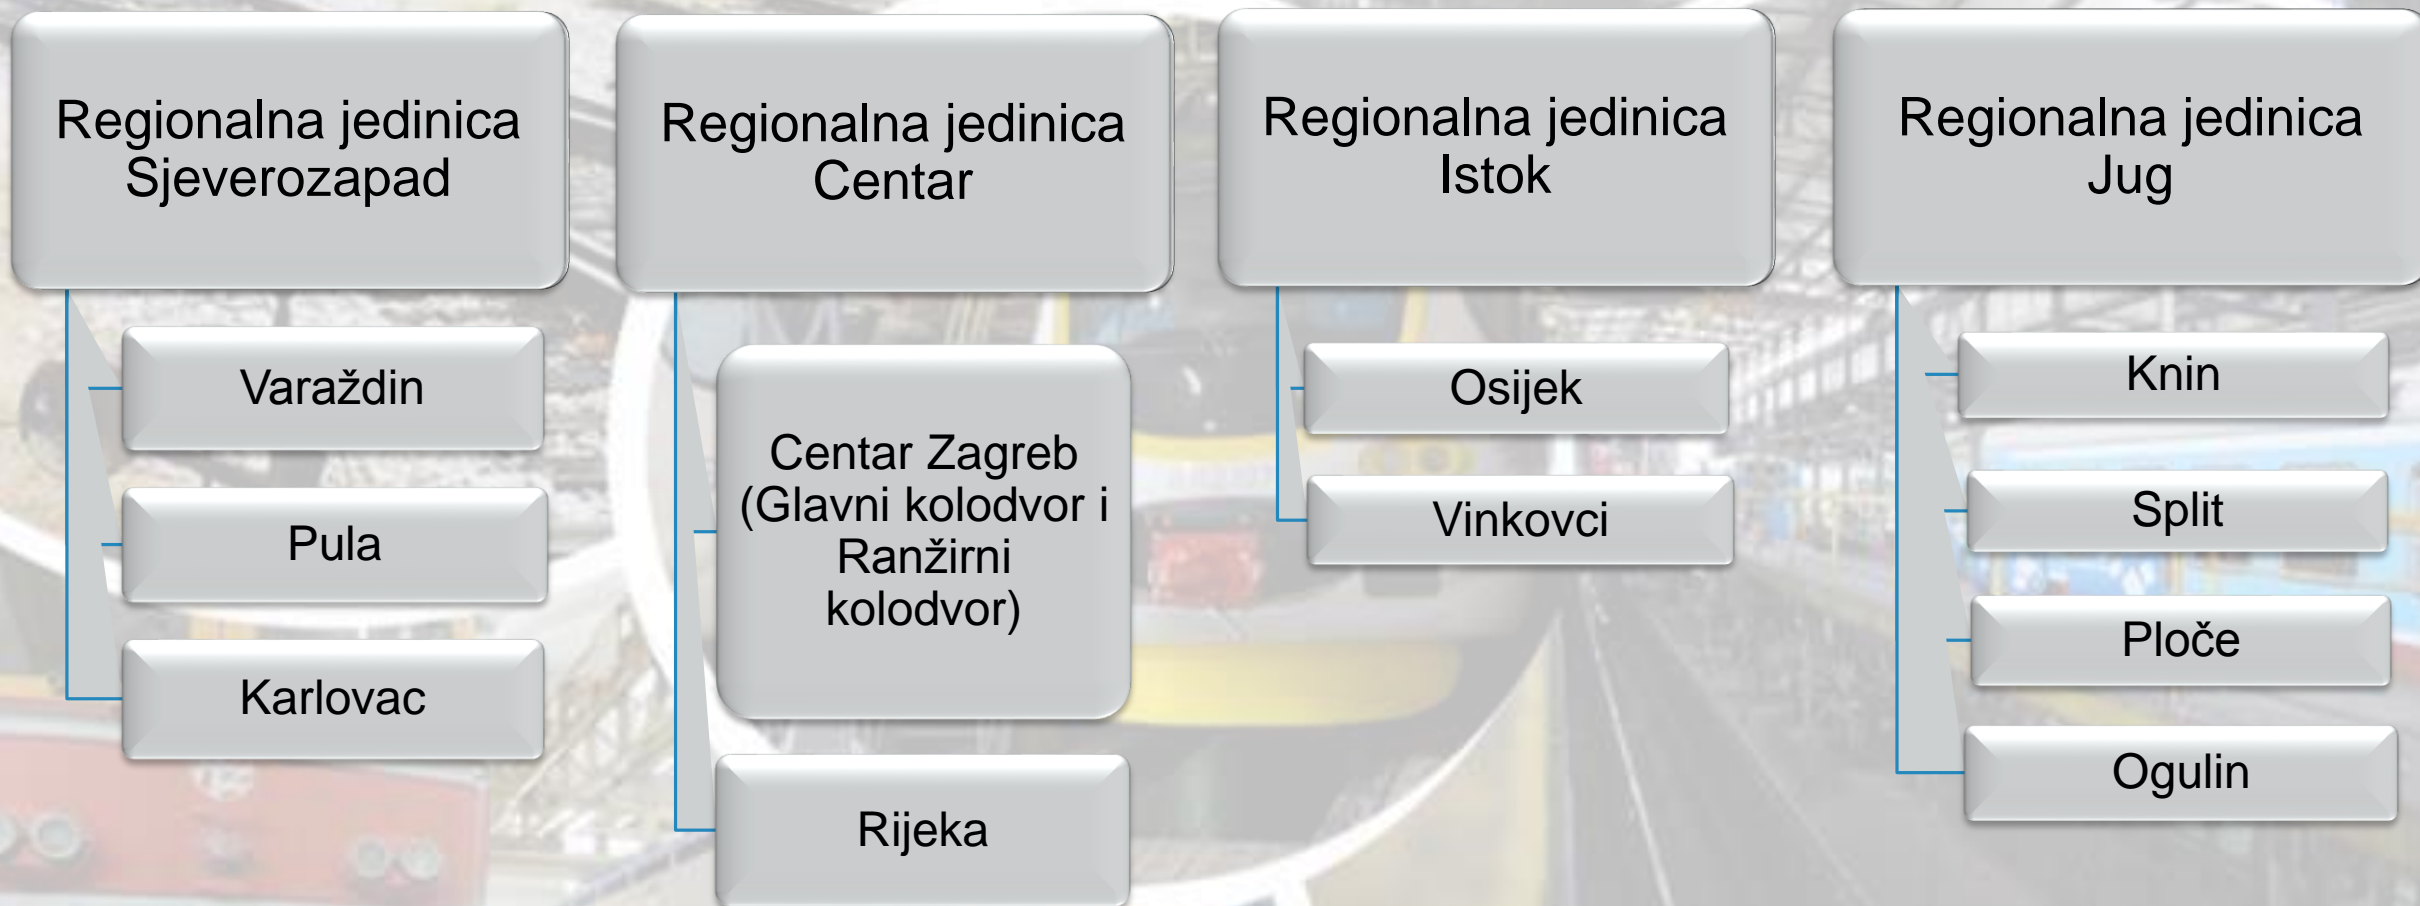 Regionalna jedinica
Sjeverozapad
Varaždin
Pula
Karlovac
Regionalna jedinica
Centar
Centar Zagreb
(Glavni kolodvor i
Ranžirni
kolodvor)
Rijeka
Regionalna jedinica
Istok
Osijek
Vinkovci
Regionalna jedinica
Jug
Knin
Split
Ploče
Ogulin